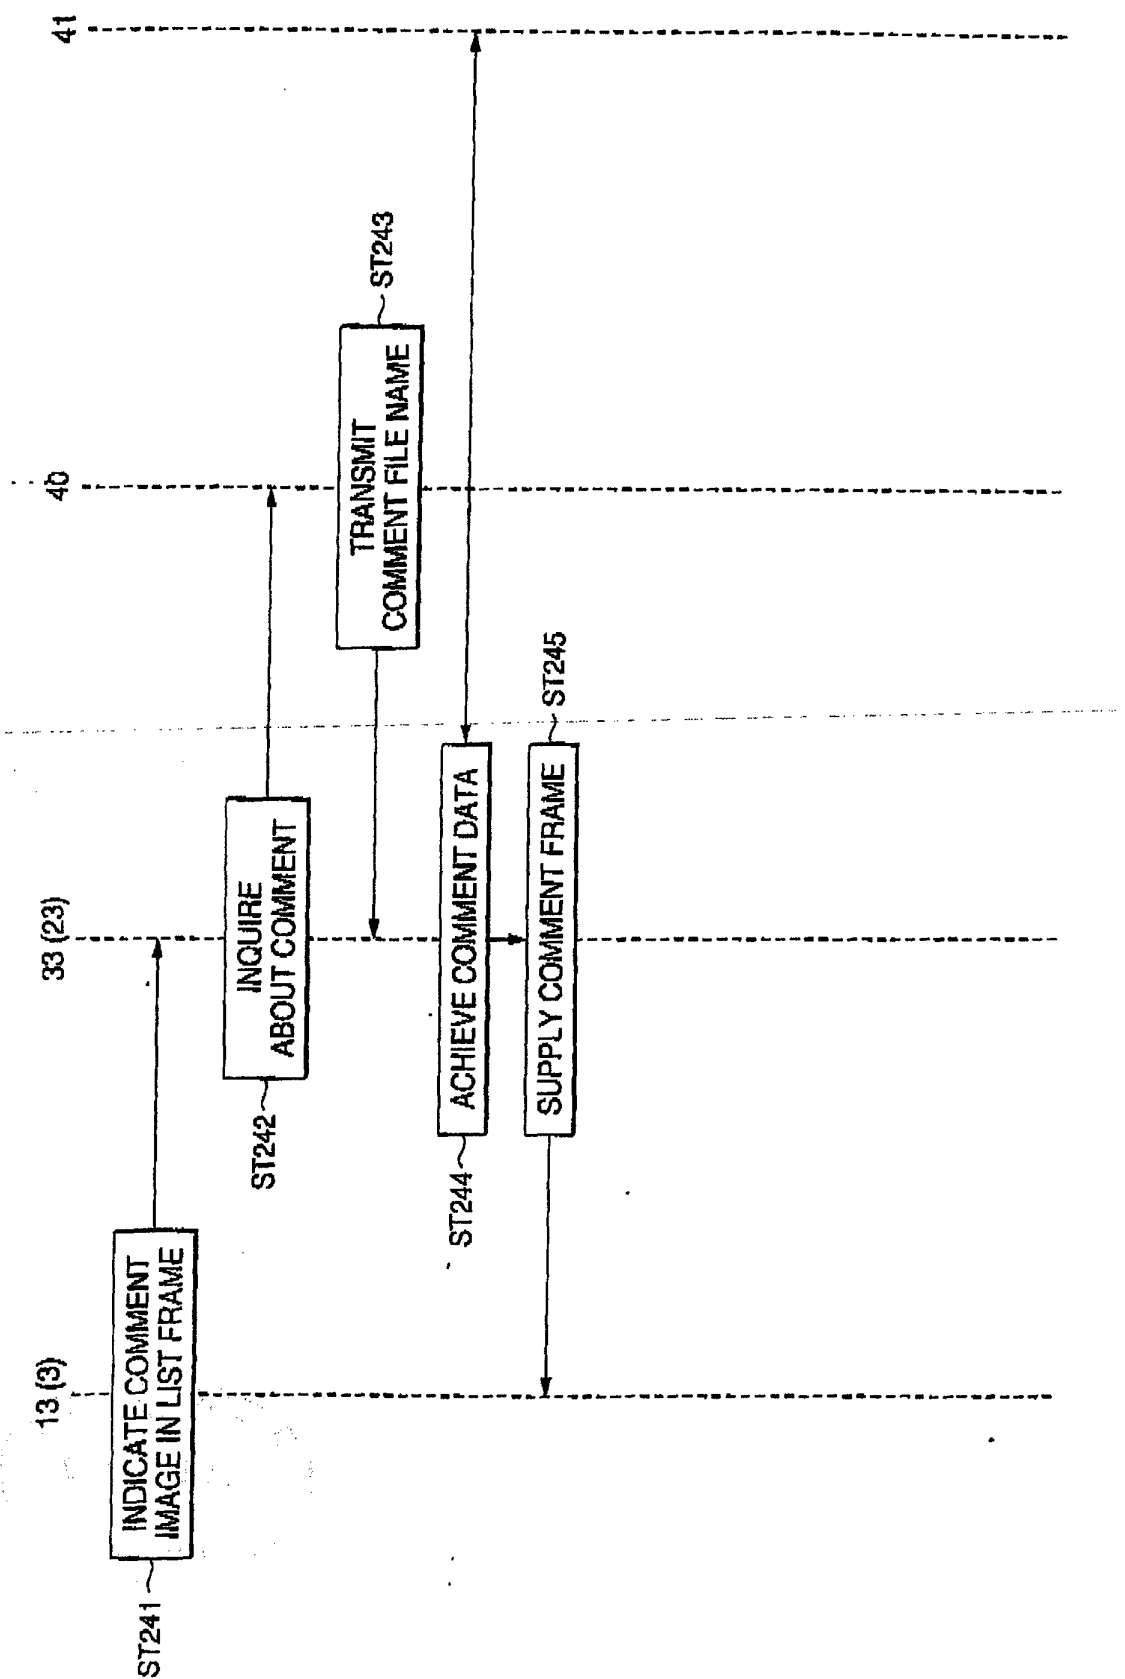 13 (3)
33 (23)
40
41
ST241
INDICATE COMMENT
IMAGE IN LIST FRAME
ST242
INQUIRE
ABOUT COMMENT
TRANSMIT
COMMENT FILE NAME
ST243
ST244
ACHIEVE COMMENT DATA
SUPPLY COMMENT FRAME
ST245